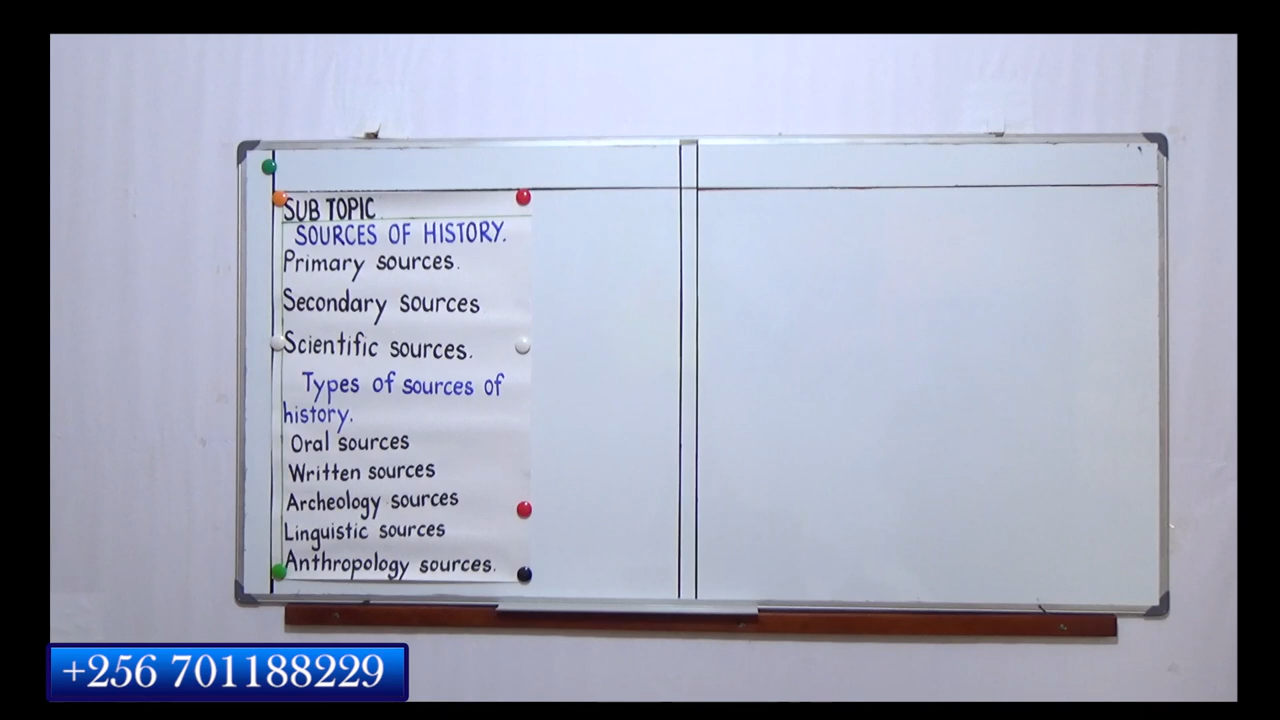 SUB TOPIC
SOURCES OF HISTORY.
Primary sources.
Secondary sources
Scientific sources.
Types of sources of
history.
Oral sources
Written sources
Archeology sources
Linguistic sources
Anthropology sources.
+256 701188229